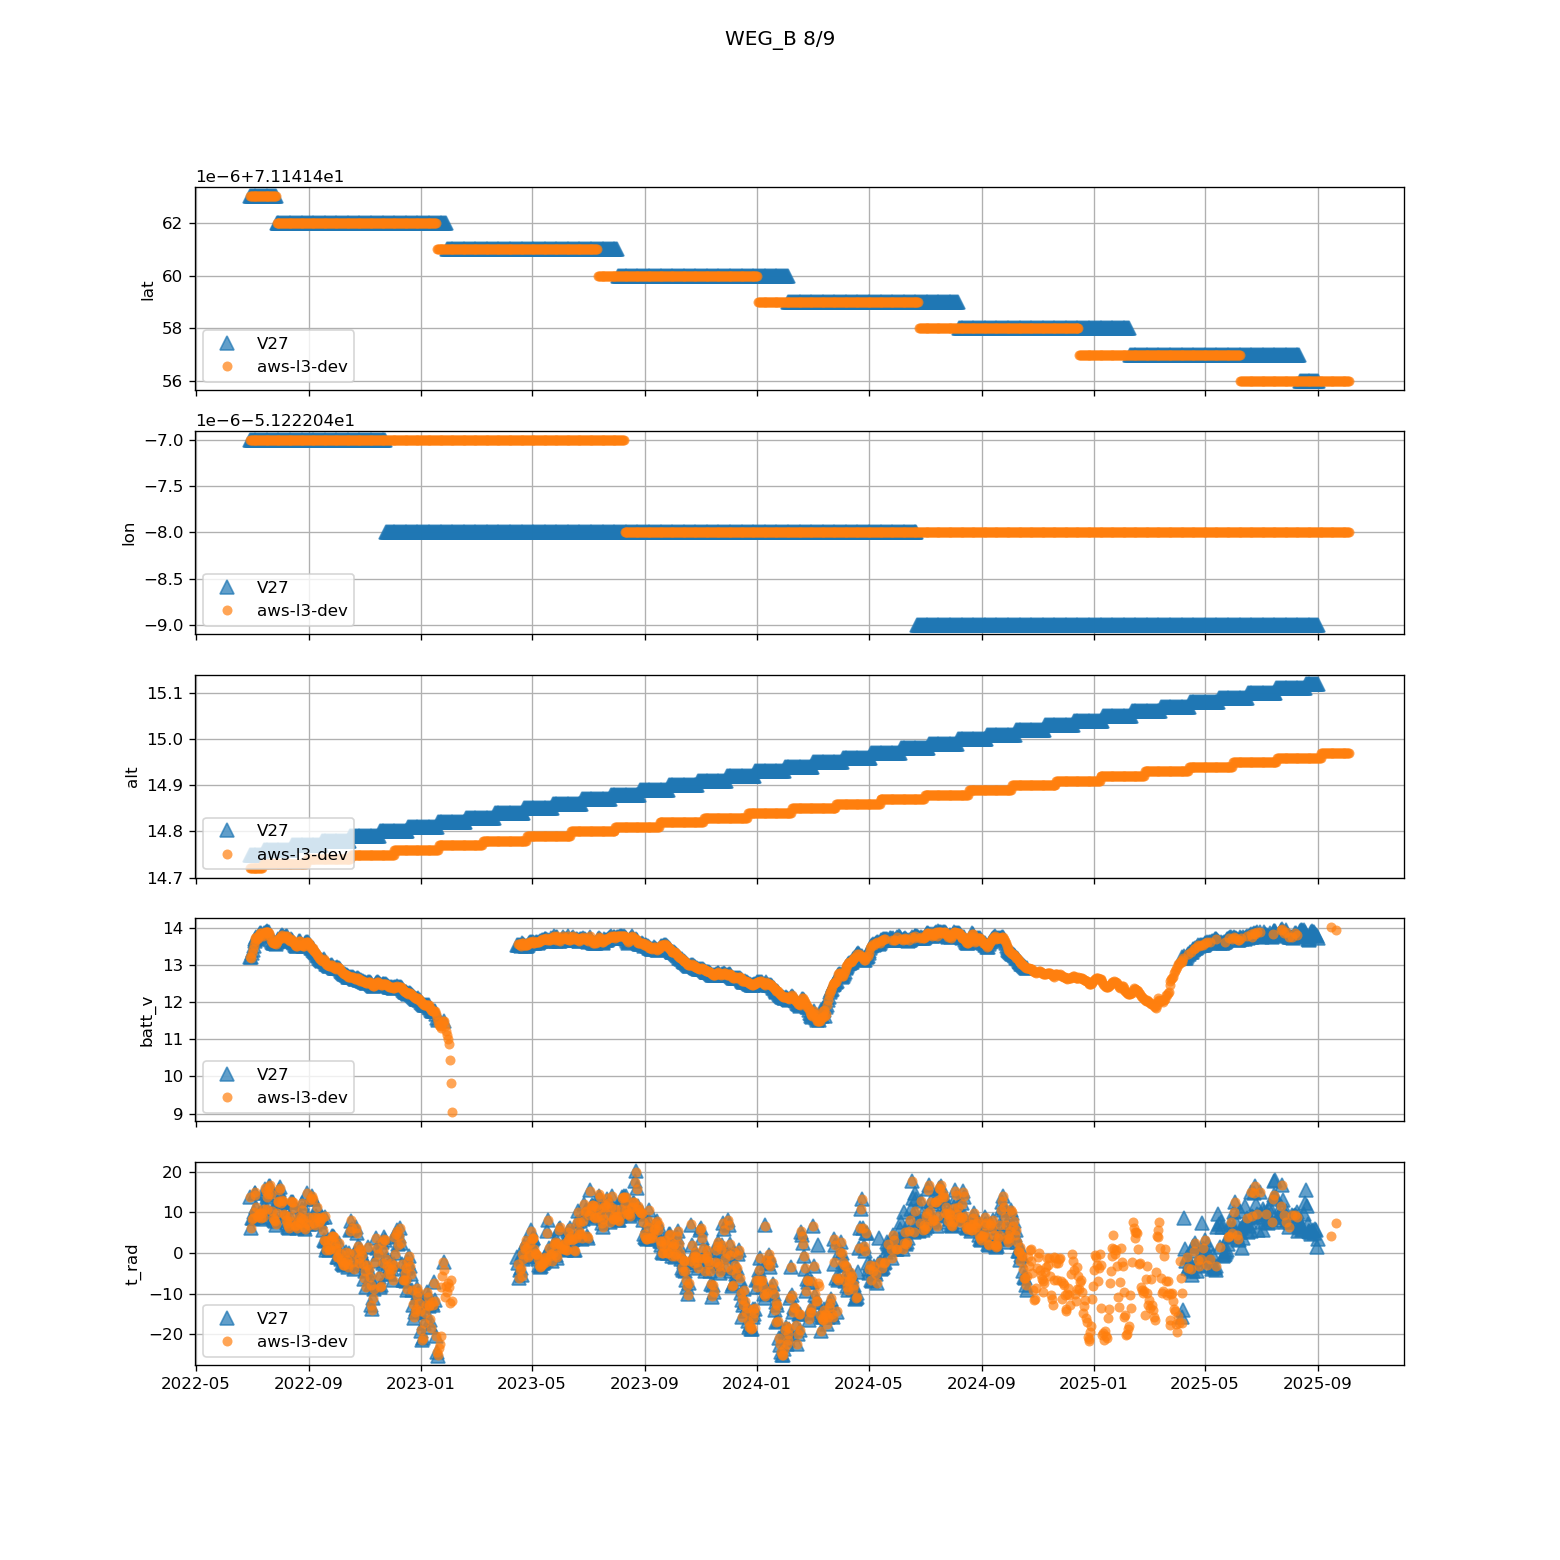 WEG_B 8/9
1e−6+7.11414e1
62
60
58
56
lat
V27
aws-l3-dev
1e−6−5.122204e1
−7.0
−7.5
−8.0
−8.5
−9.0
lon
V27
aws-l3-dev
15.1
15.0
14.9
14.8
14.7
alt
V27
aws-l3-dev
14
13
12
11
10
9
batt_v
V27
aws-l3-dev
20
10
0
−10
−20
t_rad
V27
aws-l3-dev
2022-05 2022-09 2023-01 2023-05 2023-09 2024-01 2024-05 2024-09 2025-01 2025-05 2025-09